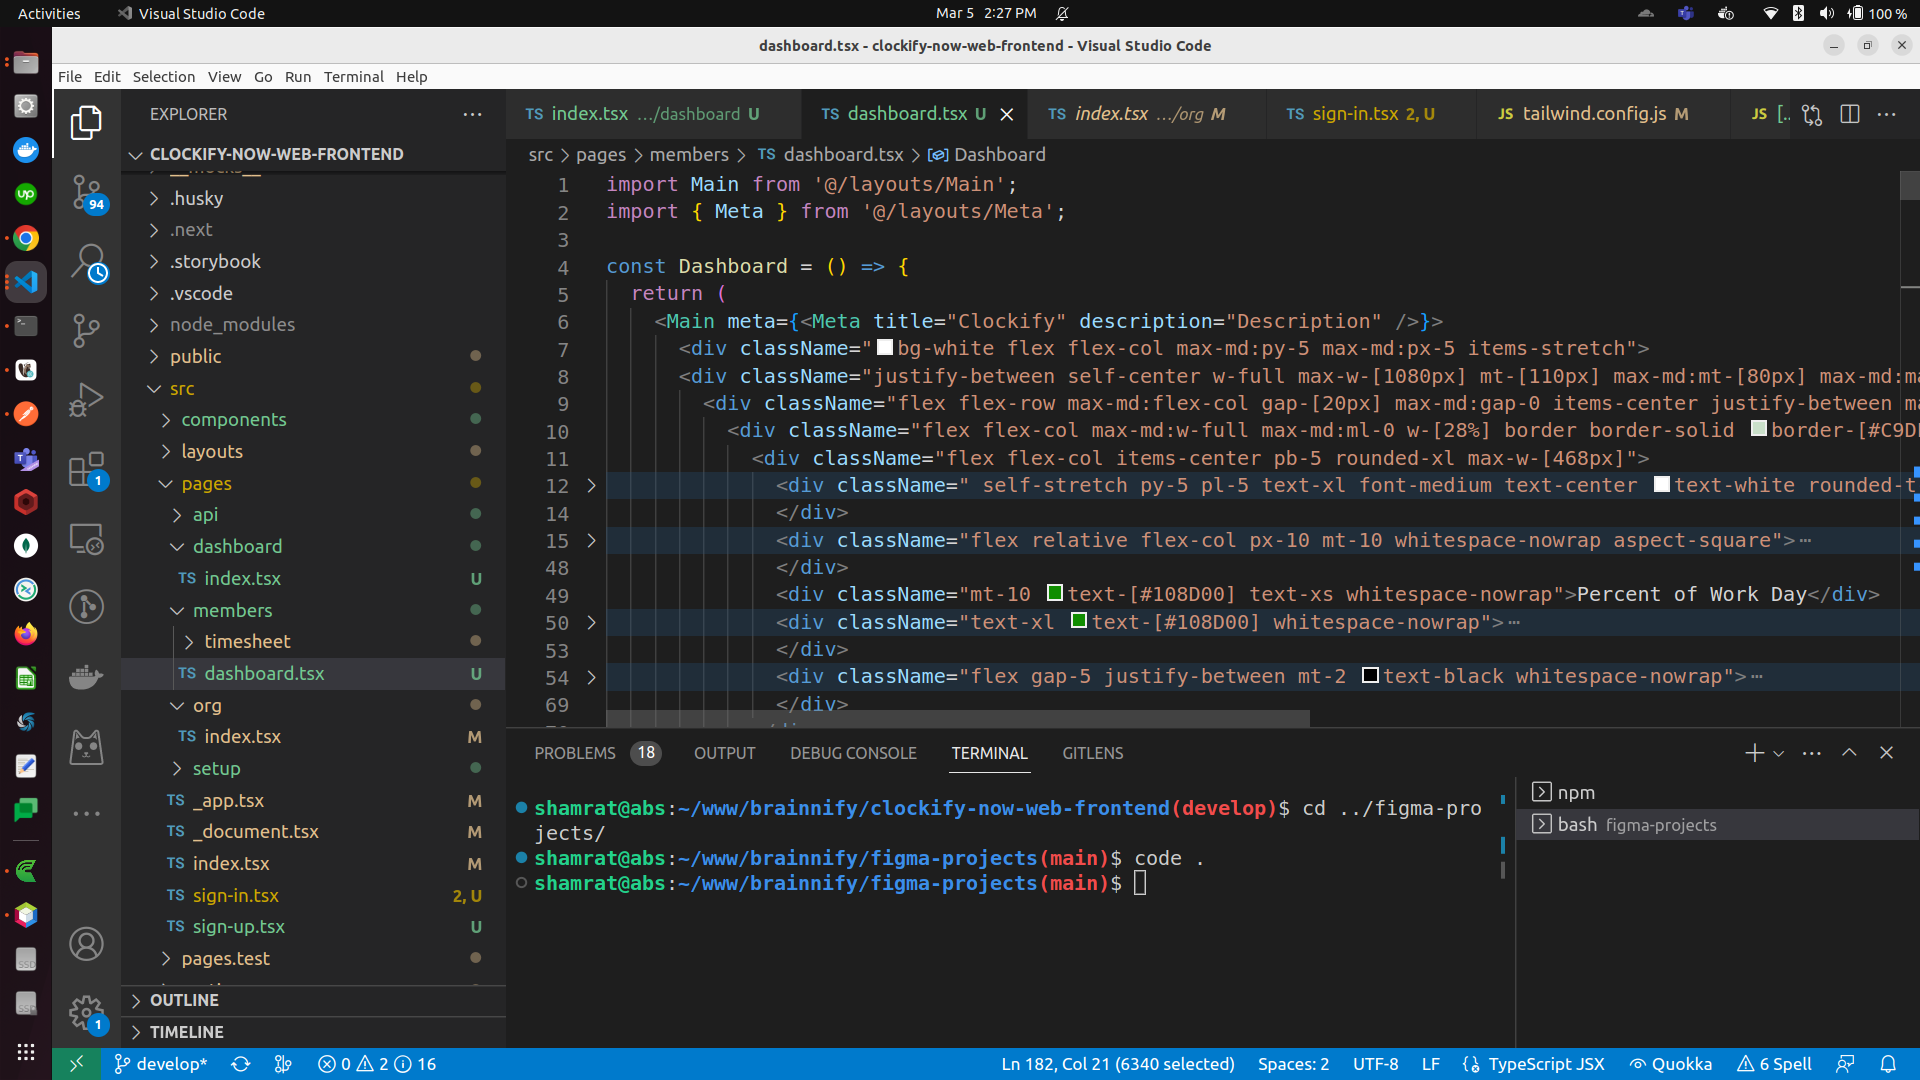 Activities
Visual Studio Code
Mar 5 2:27 PM
100 %
dashboard.tsx - clockify-now-web-frontend - Visual Studio Code
File Edit Selection View Go Run Terminal Help
EXPLORER
CLOCKIFY-NOW-WEB-FRONTEND
__mocks__
.husky
.next
.storybook
.vscode
node_modules
public
src
components
layouts
pages
api
dashboard
TS index.tsx U
members
timesheet
TS dashboard.tsx U
org
TS index.tsx M
setup
TS _app.tsx M
TS _document.tsx M
TS index.tsx M
TS sign-in.tsx 2, U
TS sign-up.tsx U
pages.test
OUTLINE
TIMELINE
94
1
1
up
SSD
SSD
TS index.tsx …/dashboard U
TS dashboard.tsx U
TS index.tsx …/org M
TS sign-in.tsx 2, U
JS tailwind.config.js M
JS [..
src > pages > members > TS dashboard.tsx > Dashboard
1 import Main from '@/layouts/Main';
2 import { Meta } from '@/layouts/Meta';
3
4 const Dashboard = () => {
5 return (
6 <Main meta={<Meta title="Clockify" description="Description" />}>
7 <div className="bg-white flex flex-col max-md:py-5 max-md:px-5 items-stretch">
8 <div className="justify-between self-center w-full max-w-[1080px] mt-[110px] max-md:mt-[80px] max-md:ma
9 <div className="flex flex-row max-md:flex-col gap-[20px] max-md:gap-0 items-center justify-between ma
10 <div className="flex flex-col max-md:w-full max-md:ml-0 w-[28%] border border-solid border-[#C9D
11 <div className="flex flex-col items-center pb-5 rounded-xl max-w-[468px]">
12 <div className=" self-stretch py-5 pl-5 text-xl font-medium text-center text-white rounded-t
14 </div>
15 <div className="flex relative flex-col px-10 mt-10 whitespace-nowrap aspect-square">⋯
48 </div>
49 <div className="mt-10 text-[#108D00] text-xs whitespace-nowrap">Percent of Work Day</div>
50 <div className="text-xl text-[#108D00] whitespace-nowrap">⋯
53 </div>
54 <div className="flex gap-5 justify-between mt-2 text-black whitespace-nowrap">⋯
69 </div>
PROBLEMS 18 OUTPUT DEBUG CONSOLE TERMINAL GITLENS
shamrat@abs:~/www/brainnify/clockify-now-web-frontend(develop)$ cd ../figma-pro
jects/
shamrat@abs:~/www/brainnify/figma-projects(main)$ code .
shamrat@abs:~/www/brainnify/figma-projects(main)$
npm
bash figma-projects
develop* 0 2 16
Ln 182, Col 21 (6340 selected) Spaces: 2 UTF-8 LF {} TypeScript JSX Quokka 6 Spell